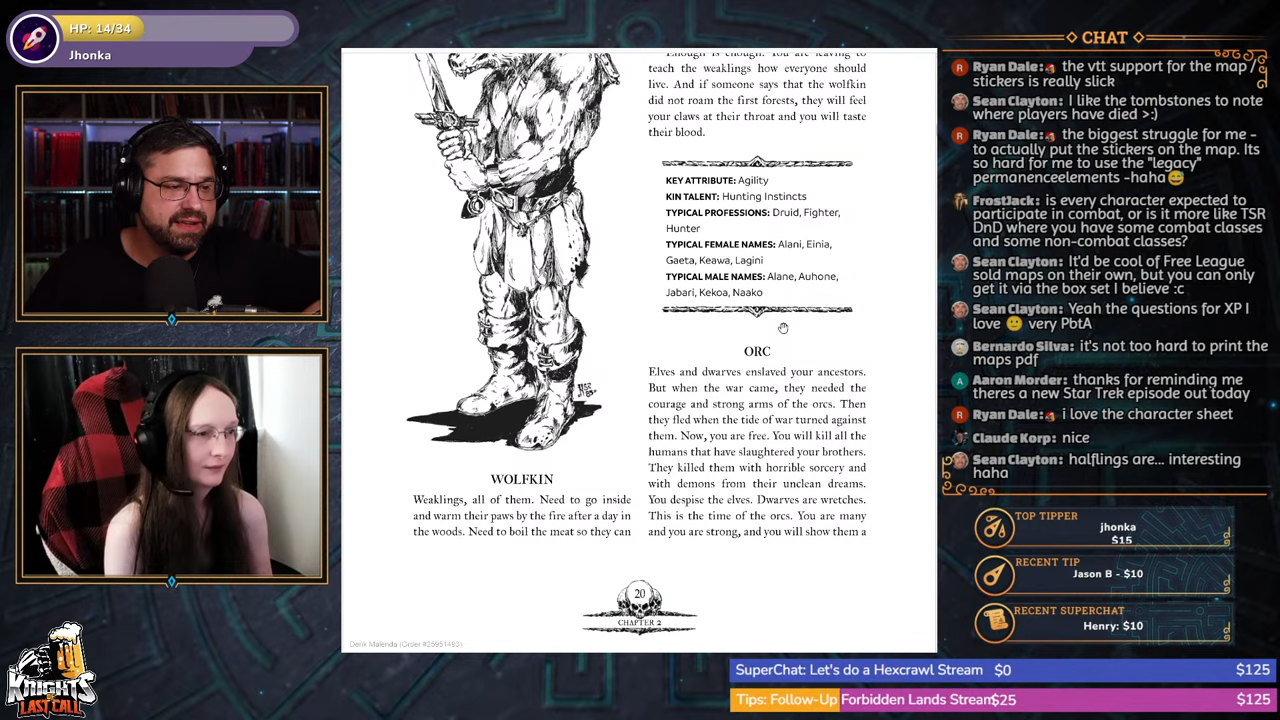 HP: 14/34
Jhonka
teach the weaklings how everyone should
live. And if someone says that the wolfkin
did not roam the first forests, they will feel
your claws at their throat and you will taste
their blood.
KEY ATTRIBUTE: Agility
KIN TALENT: Hunting Instincts
TYPICAL PROFESSIONS: Druid, Fighter,
Hunter
TYPICAL FEMALE NAMES: Alani, Einia,
Gaeta, Keawa, Lagini
TYPICAL MALE NAMES: Alane, Auhone,
Jabari, Kekoa, Naako
WOLFKIN
Weaklings, all of them. Need to go inside
and warm their paws by the fire after a day in
the woods. Need to boil the meat so they can
ORC
Elves and dwarves enslaved your ancestors.
But when the war came, they needed the
courage and strong arms of the orcs. Then
they fled when the tide of war turned against
them. Now, you are free. You will kill all the
humans that have slaughtered your brothers.
They killed them with horrible sorcery and
with demons from their unclean dreams.
You despise the elves. Dwarves are wretches.
This is the time of the orcs. You are many
and you are strong, and you will show them a
20
CHAPTER 2
Derik Malenda (Order #25951492)
CHAT
R Ryan Dale: the vtt support for the map /
stickers is really slick
Sean Clayton: I like the tombstones to note
where players have died >:)
R Ryan Dale: the biggest struggle for me -
to actually put the stickers on the map. Its
so hard for me to use the "legacy"
permanenceelements -haha
FrostJack: is every character expected to
participate in combat, or is it more like TSR
DnD where you have some combat classes
and some non-combat classes?
Sean Clayton: It'd be cool of Free League
sold maps on their own, but you can only
get it via the box set I believe :c
Sean Clayton: Yeah the questions for XP I
love very PbtA
Bernardo Silva: it's not too hard to print the
maps pdf
A Aaron Morder: thanks for reminding me
theres a new Star Trek episode out today
R Ryan Dale: i love the character sheet
Claude Korp: nice
Sean Clayton: halflings are... interesting
haha
TOP TIPPER
jhonka
$15
RECENT TIP
Jason B - $10
RECENT SUPERCHAT
Henry: $10
SuperChat: Let's do a Hexcrawl Stream $0 $125
Tips: Follow-Up Forbidden Lands Stream $25 $125
KNIGHTS
OF
LAST CALL